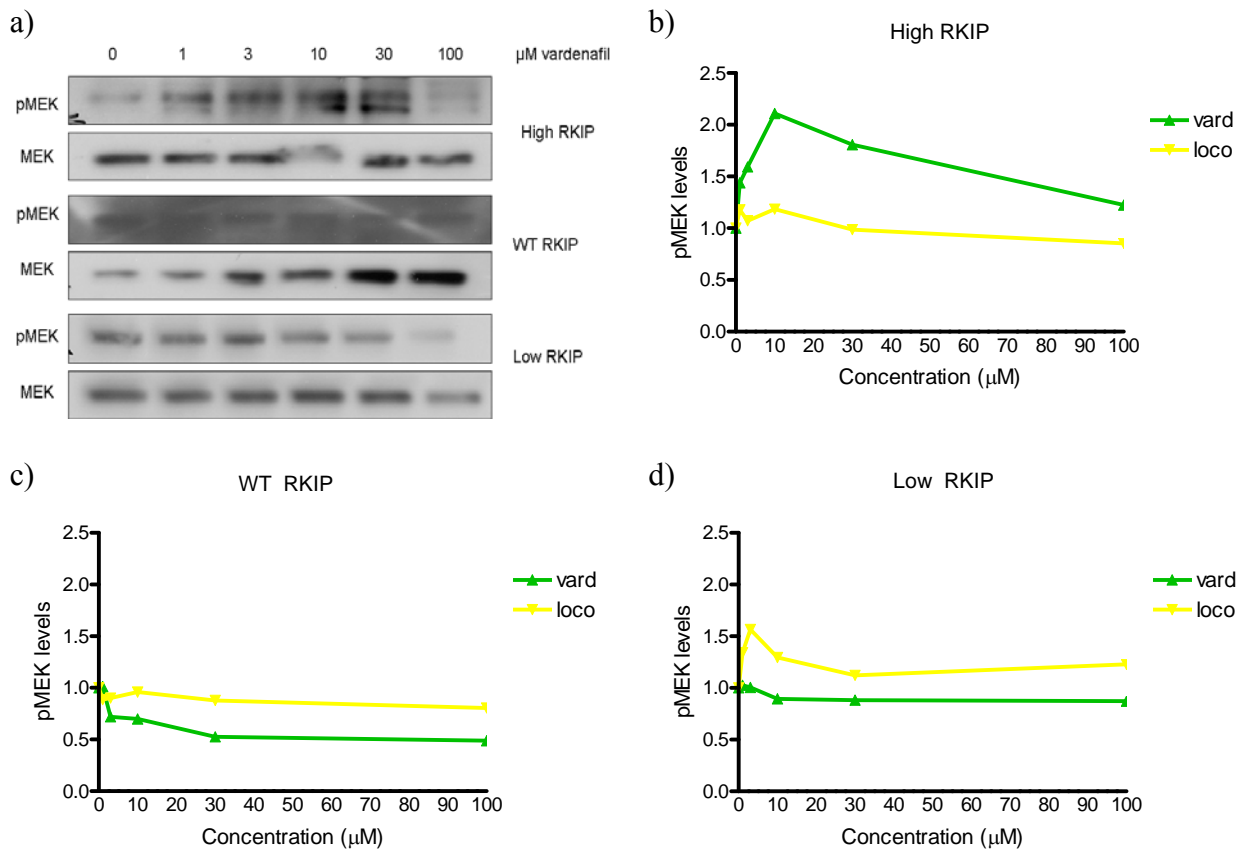 a)
0 1 3 10 30 100 µM vardenafil
pMEK
High RKIP
MEK
pMEK
WT RKIP
MEK
pMEK
Low RKIP
MEK
b)
High RKIP
2.5
2.0
1.5
1.0
0.5
0.0
pMEK levels
0 10 20 30 40 50 60 70 80 90 100
Concentration (µM)
vard
loco
c)
WT RKIP
2.5
2.0
1.5
1.0
0.5
0.0
pMEK levels
0 10 20 30 40 50 60 70 80 90 100
Concentration (µM)
vard
loco
d)
Low RKIP
2.5
2.0
1.5
1.0
0.5
0.0
pMEK levels
0 10 20 30 40 50 60 70 80 90 100
Concentration (µM)
vard
loco